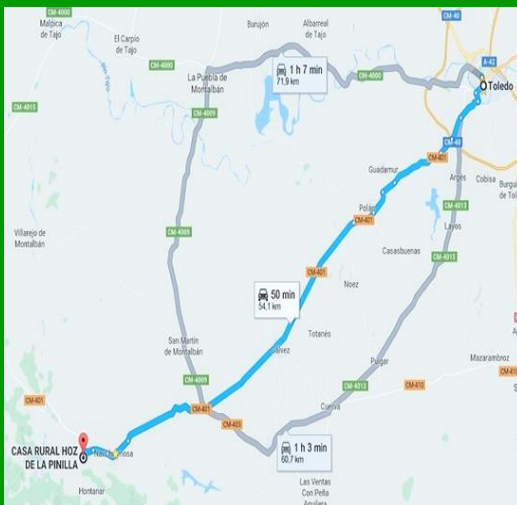 CM-4000
CM-40
Malpica de Tajo
El Carpio de Tajo
Burujón
Albarreal de Tajo
CM-4000
1 h 7 min
71,9 km
CM-4000
A-42
Toledo
La Puebla de Montalbán
CM-4015
CM-4009
CM-40
CM-401
Guadamur
Argés
Cobisa
Polán
CM-401
CM-4013
Layos
Villarejo de Montalbán
CM-4009
Casasbuenas
CM-4013
CM-401
Noez
50 min
54,1 km
Totanés
Gálvez
San Martín de Montalbán
CM-4009
Pulgar
Mazarambroz
CM-401
CM-401
CM-403
CM-4013
CM-410
Cuerva
1 h 3 min
60,7 km
CASA RURAL HOZ
DE LA PINILLA
Hontanar
Las Ventas
Con Peña
Aguilera